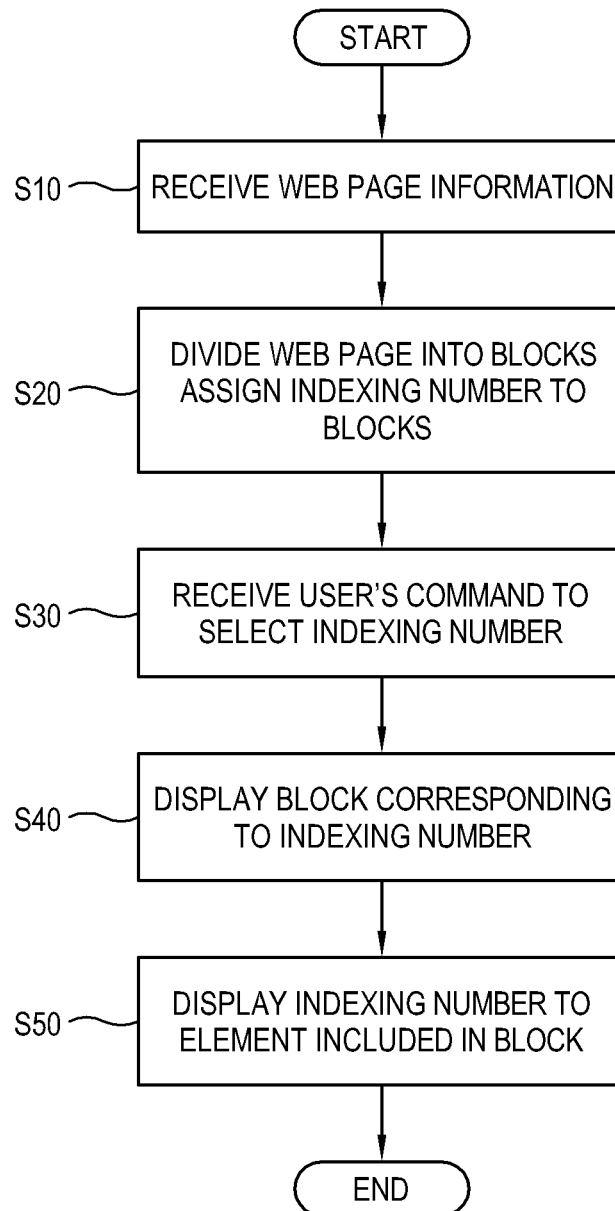 START
S10
RECEIVE WEB PAGE INFORMATION
S20
DIVIDE WEB PAGE INTO BLOCKS
ASSIGN INDEXING NUMBER TO
BLOCKS
S30
RECEIVE USER'S COMMAND TO
SELECT INDEXING NUMBER
S40
DISPLAY BLOCK CORRESPONDING
TO INDEXING NUMBER
S50
DISPLAY INDEXING NUMBER TO
ELEMENT INCLUDED IN BLOCK
END